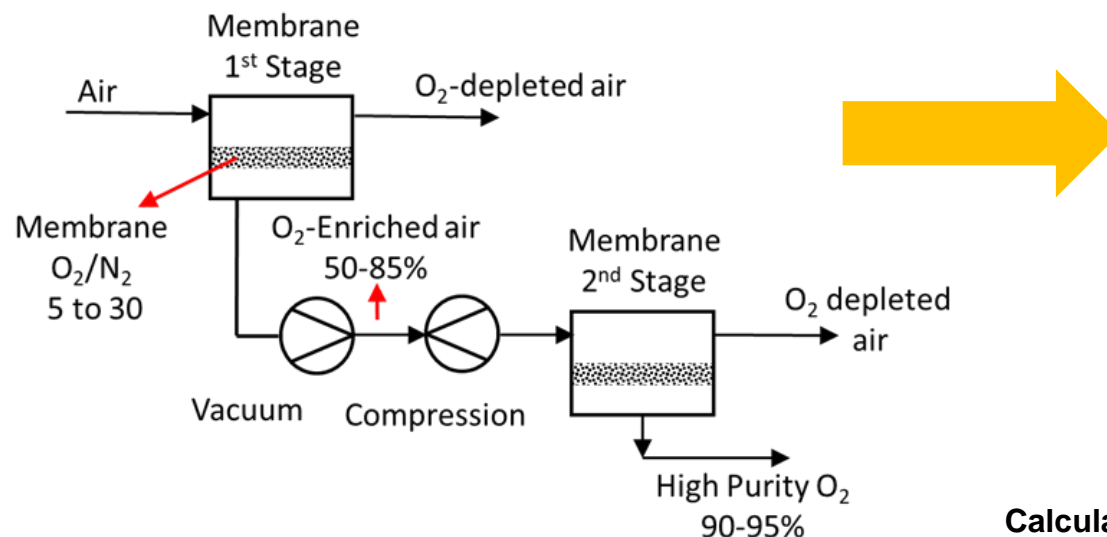 Membrane
1st Stage
Air
O2-depleted air
Membrane
O2/N2
5 to 30
O2-Enriched air
50-85%
Membrane
2nd Stage
O2 depleted
air
Vacuum
Compression
High Purity O2
90-95%
Calcula